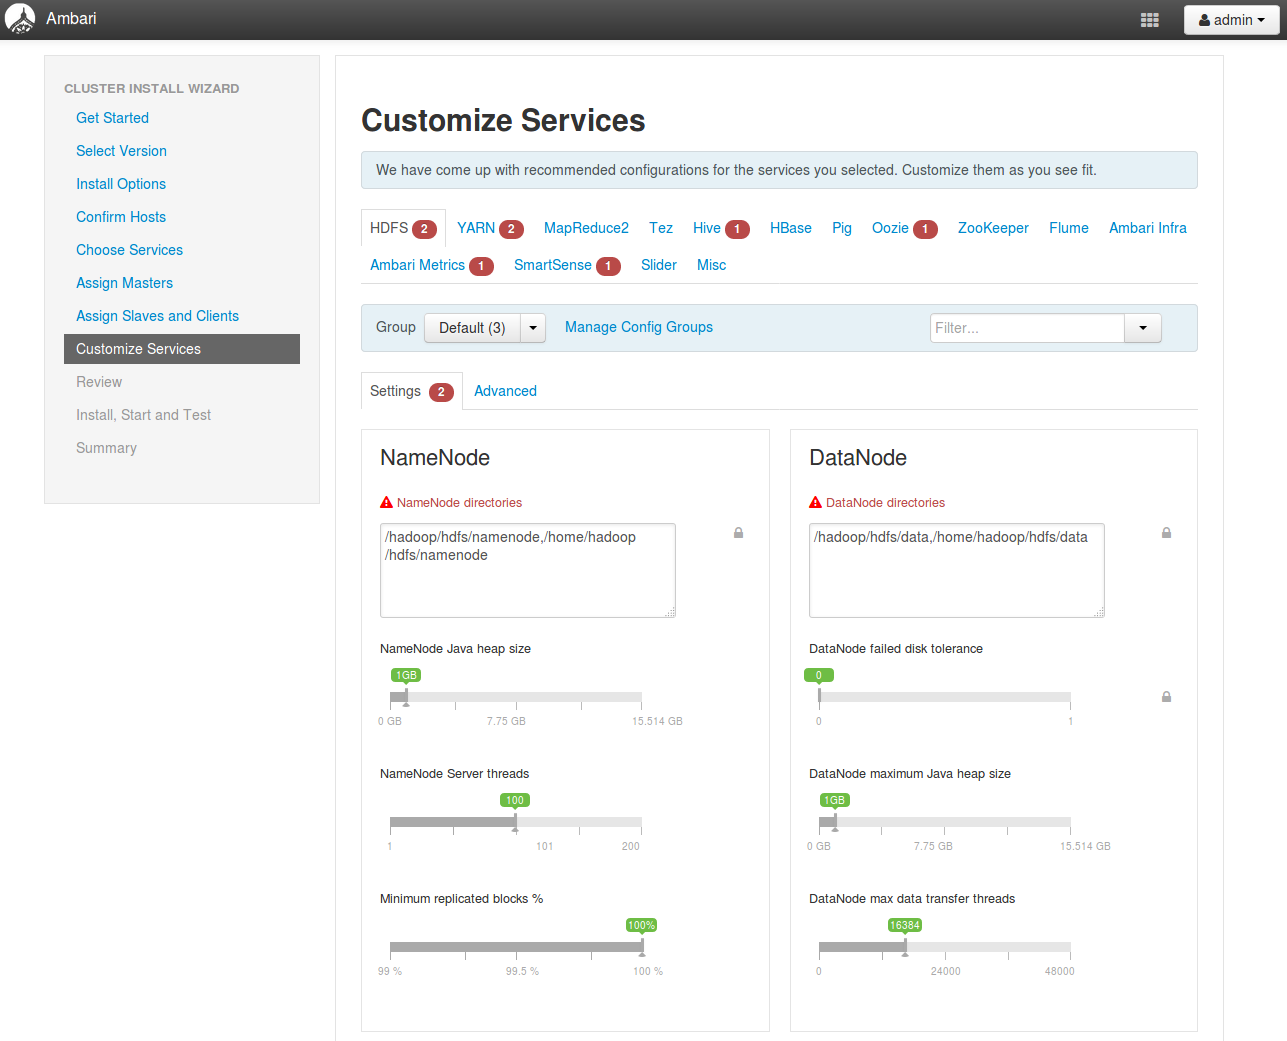 Ambari
admin
CLUSTER INSTALL WIZARD
Get Started
Select Version
Install Options
Confirm Hosts
Choose Services
Assign Masters
Assign Slaves and Clients
Customize Services
Review
Install, Start and Test
Summary
Customize Services
We have come up with recommended configurations for the services you selected. Customize them as you see fit.
HDFS 2 YARN 2 MapReduce2 Tez Hive 1 HBase Pig Oozie 1 ZooKeeper Flume Ambari Infra
Ambari Metrics 1 SmartSense 1 Slider Misc
Group Default (3) Manage Config Groups Filter...
Settings 2 Advanced
NameNode
NameNode directories
/hadoop/hdfs/namenode,/home/hadoop
/hdfs/namenode
NameNode Java heap size
1GB
0 GB 7.75 GB 15.514 GB
NameNode Server threads
100
1 101 200
Minimum replicated blocks %
100%
99 % 99.5 % 100 %
DataNode
DataNode directories
/hadoop/hdfs/data,/home/hadoop/hdfs/data
DataNode failed disk tolerance
0
0 1
DataNode maximum Java heap size
1GB
0 GB 7.75 GB 15.514 GB
DataNode max data transfer threads
16384
0 24000 48000